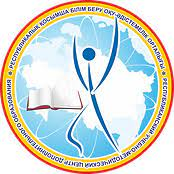 РЕСПУБЛИКАЛЫҚ ҚОСЫМША БІЛІМ БЕРУ ОҚУ-ӘДІСТЕМЕЛІК ОРТАЛЫҒЫ
РЕСПУБЛИКАНСКИЙ УЧЕБНО-МЕТОДИЧЕСКИЙ ЦЕНТР ДОПОЛНИТЕЛЬНОГО ОБРАЗОВАНИЯ